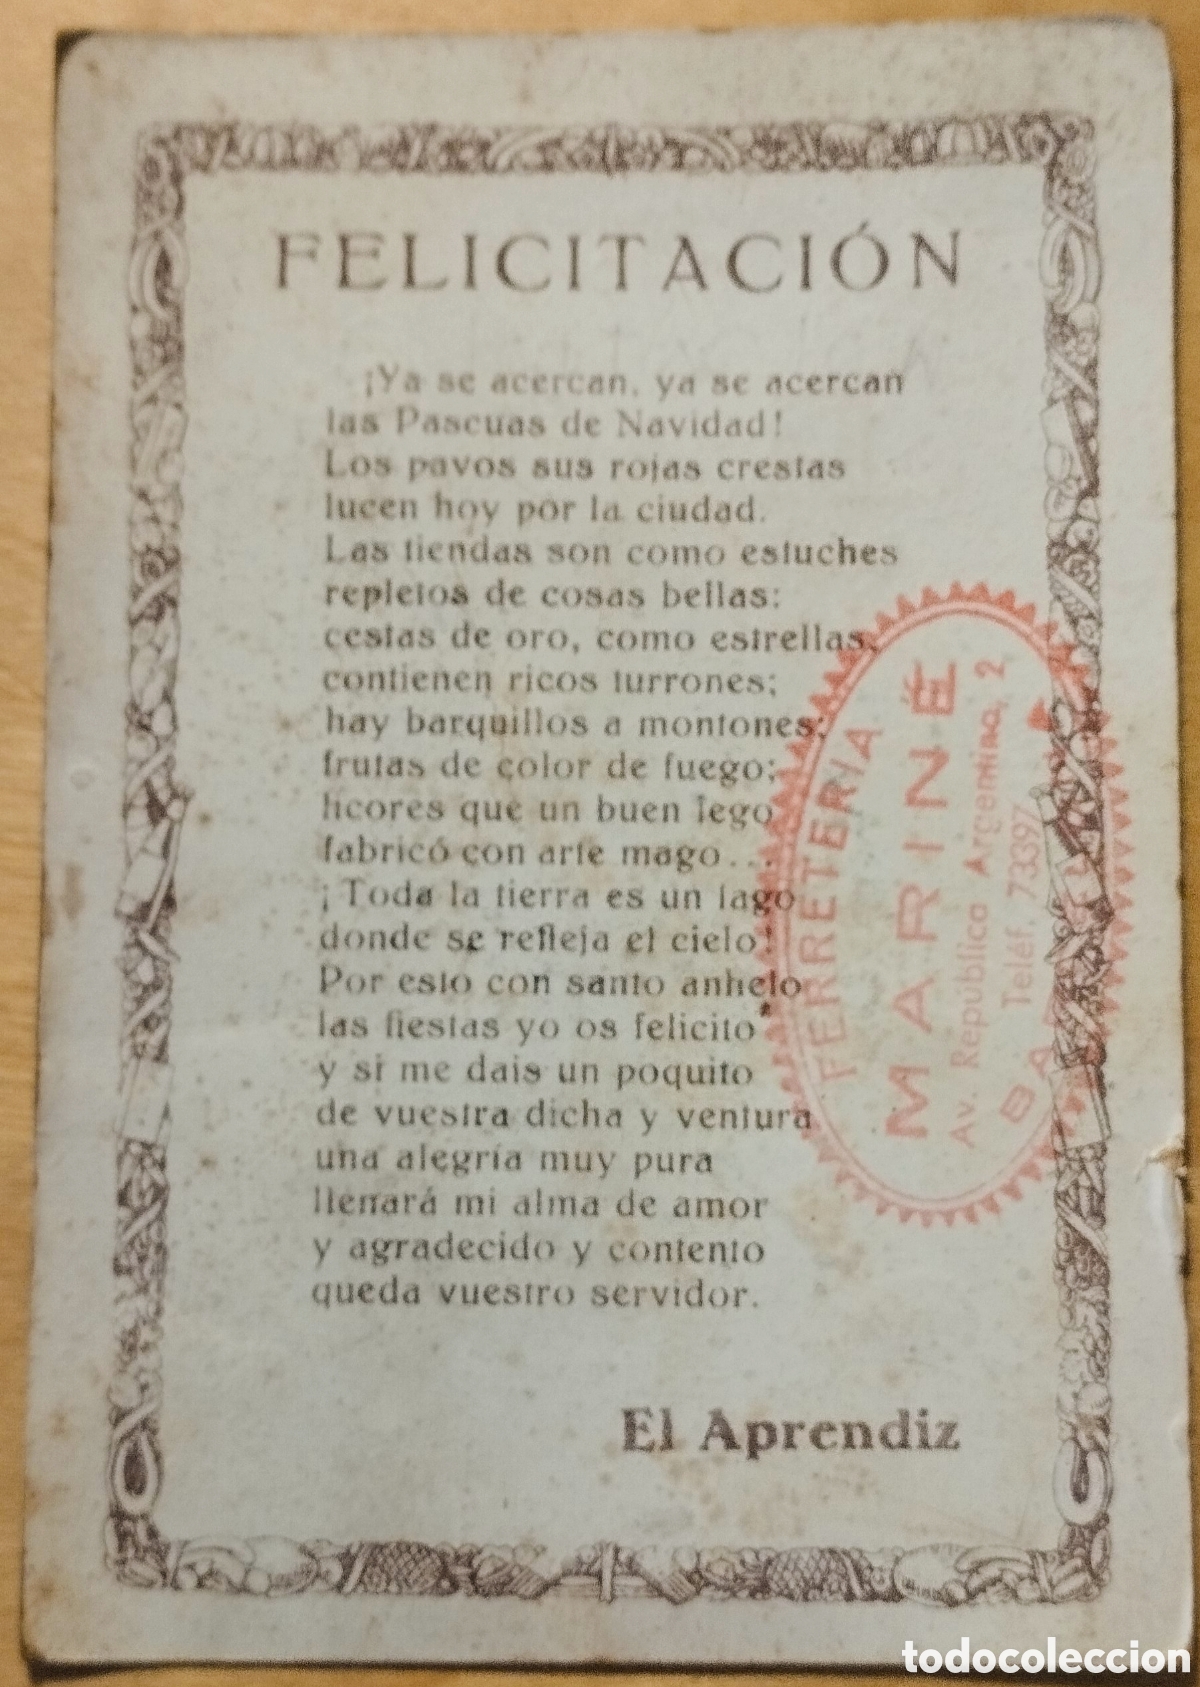 FELICITACIÓN
¡Ya se acercan, ya se acercan
las Pascuas de Navidad!
Los pavos sus rojas crestas
lucen hoy por la ciudad.
Las tiendas son como estuches
repletos de cosas bellas:
cestas de oro, como estrellas,
contienen ricos turrones;
hay barquillos a montones;
frutas de color de fuego;
licores que un buen lego
fabricó con arte mago...
¡Toda la tierra es un lago
donde se refleja el cielo!
Por esto con santo anhelo
las fiestas yo os felicito
y si me dais un poquito
de vuestra dicha y ventura
una alegría muy pura
llenará mi alma de amor
y agradecido y contento
queda vuestro servidor.
El Aprendiz
FERRETERIA
MARINÉ
Av. República Argentina, 2
Teléf. 73397
todocoleccion